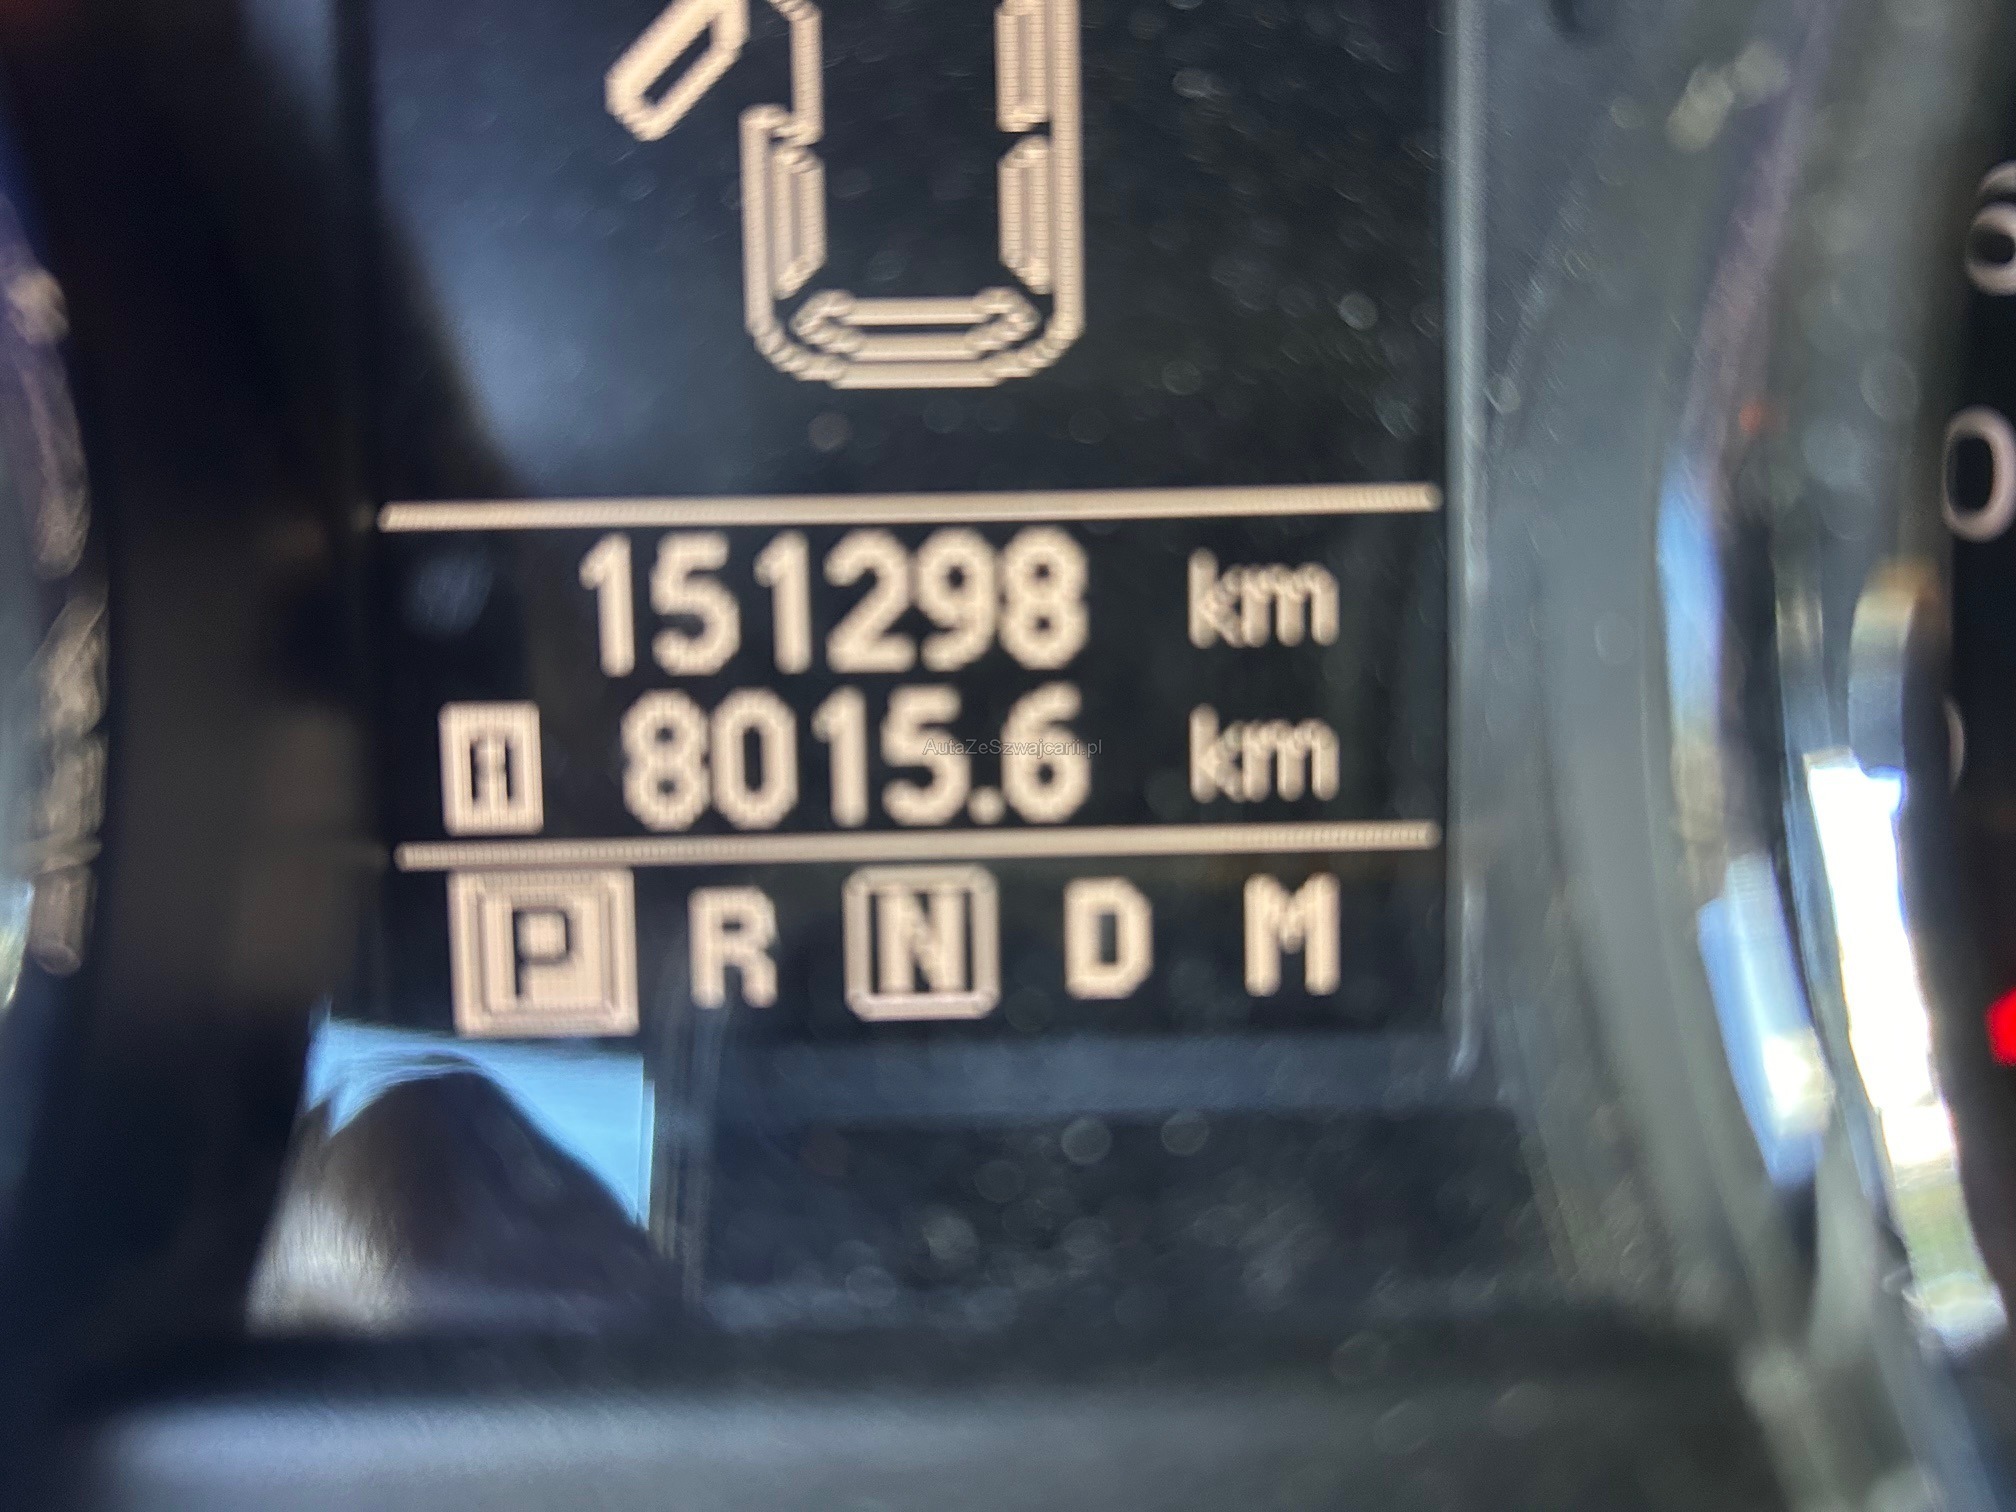 151298 km
A 8015.6 km
AutaZeSzwajcarii.pl
P R N D M